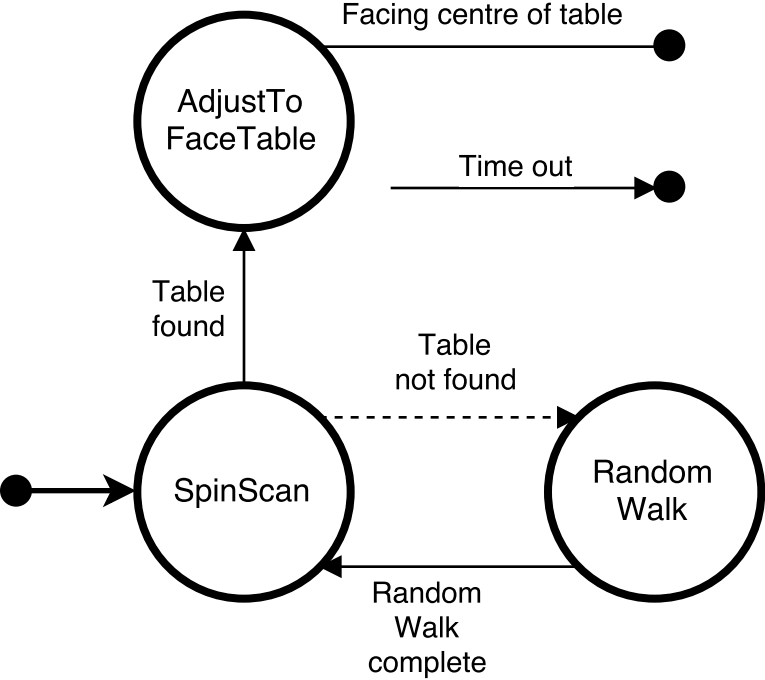 Facing centre of table
AdjustTo
FaceTable
Time out
Table
found
Table
not found
SpinScan
Random
Walk
Random
Walk
complete